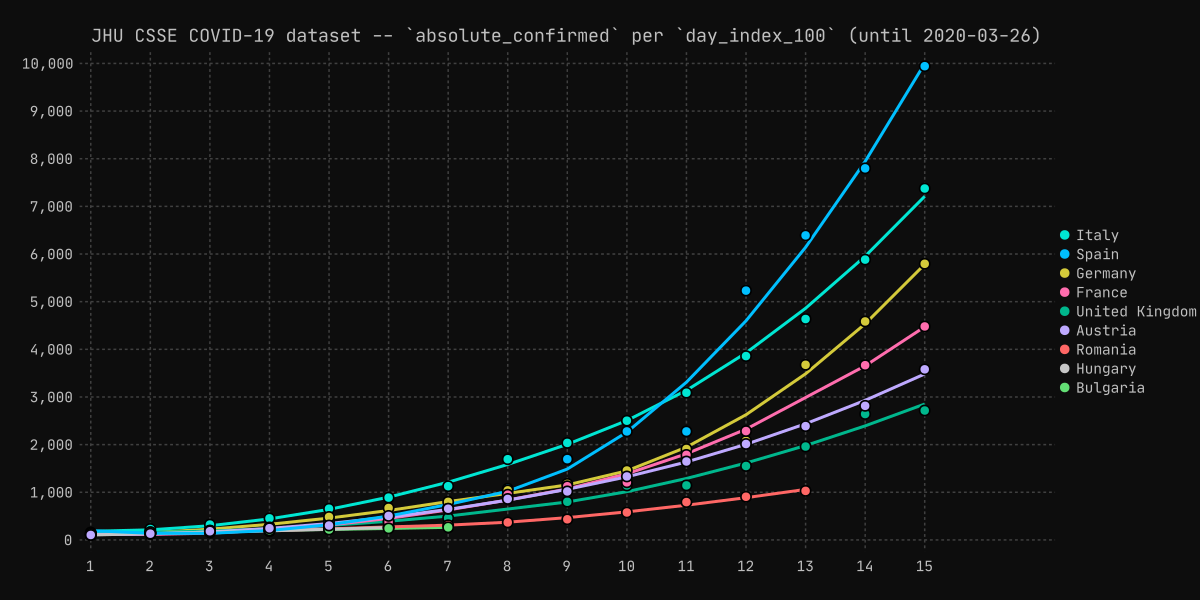 JHU CSSE COVID-19 dataset -- `absolute_confirmed` per `day_index_100` (until 2020-03-26)
10,000
9,000
8,000
7,000
6,000
5,000
4,000
3,000
2,000
1,000
0
1 2 3 4 5 6 7 8 9 10 11 12 13 14 15
Italy
Spain
Germany
France
United Kingdom
Austria
Romania
Hungary
Bulgaria